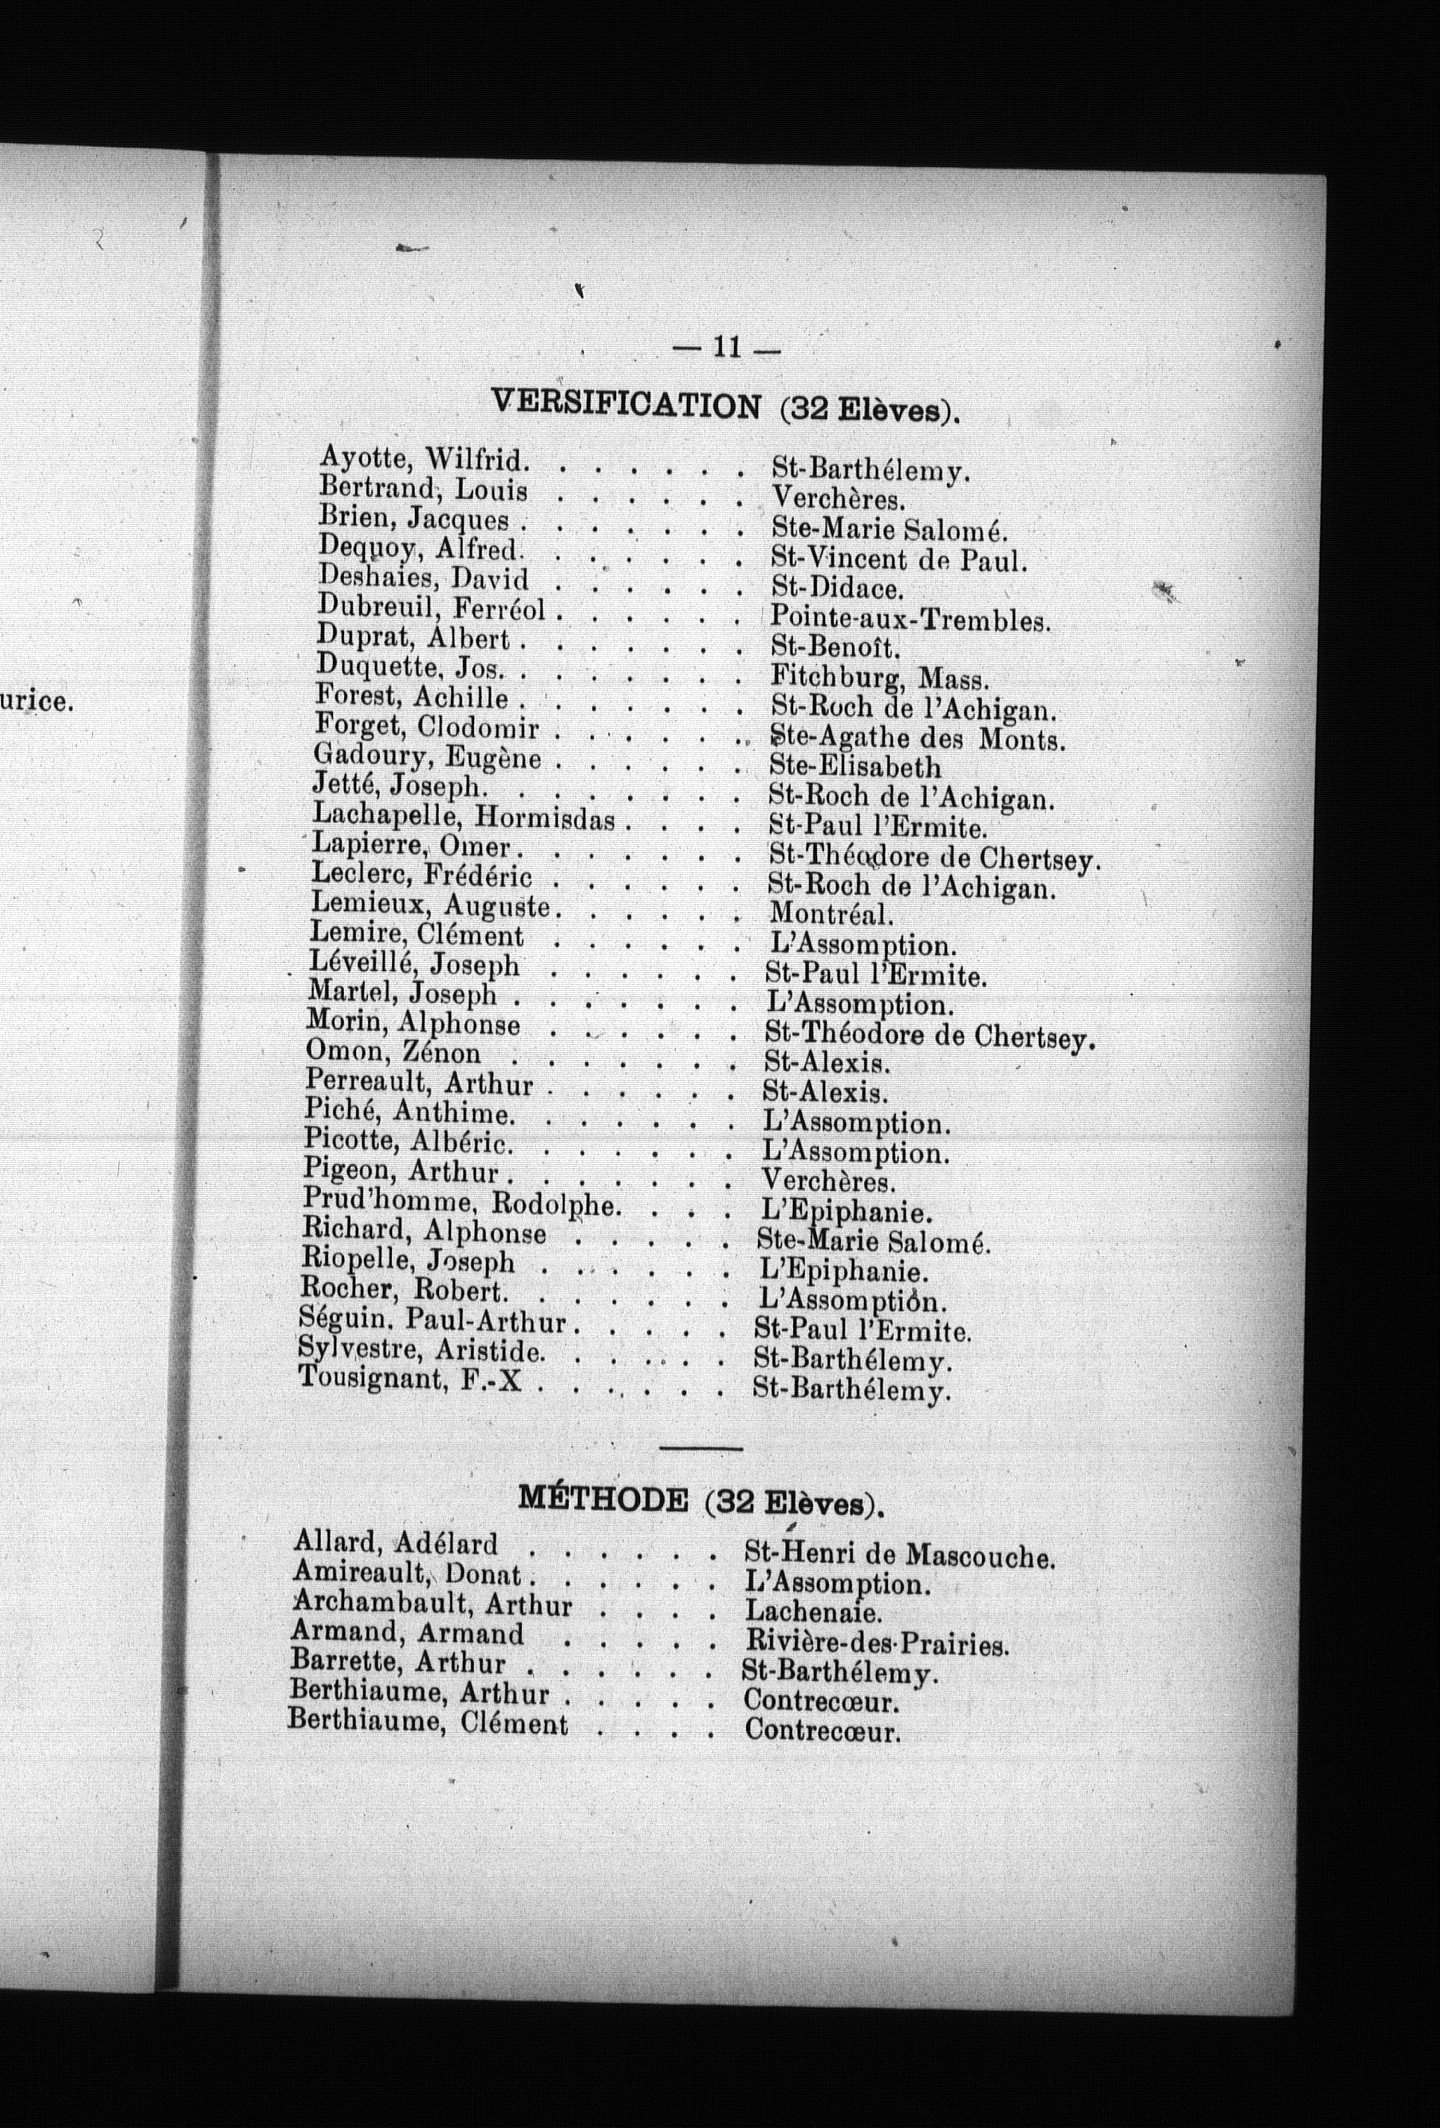 urice.
— 11 —
VERSIFICATION (32 Elèves).
Ayotte, Wilfrid. . . . . . . St-Barthélemy.
Bertrand, Louis . . . . . . Verchères.
Brien, Jacques . . . . . . . Ste-Marie Salomé.
Dequoy, Alfred. . . . . . . St-Vincent de Paul.
Deshaies, David . . . . . . St-Didace.
Dubreuil, Ferréol . . . . . . Pointe-aux-Trembles.
Duprat, Albert . . . . . . . St-Benoît.
Duquette, Jos. . . . . . . . Fitchburg, Mass.
Forest, Achille . . . . . . . St-Roch de l'Achigan.
Forget, Clodomir . . . . . . Ste-Agathe des Monts.
Gadoury, Eugène . . . . . . Ste-Elisabeth
Jetté, Joseph. . . . . . . . St-Roch de l'Achigan.
Lachapelle, Hormisdas . . . . St-Paul l'Ermite.
Lapierre, Omer . . . . . . . St-Théodore de Chertsey.
Leclerc, Frédéric . . . . . . St-Roch de l'Achigan.
Lemieux, Auguste . . . . . . Montréal.
Lemire, Clément . . . . . . L'Assomption.
Léveillé, Joseph . . . . . . St-Paul l'Ermite.
Martel, Joseph . . . . . . . L'Assomption.
Morin, Alphonse . . . . . . St-Théodore de Chertsey.
Omon, Zénon . . . . . . . St-Alexis.
Perreault, Arthur . . . . . . St-Alexis.
Piché, Anthime. . . . . . . L'Assomption.
Picotte, Albéric. . . . . . . L'Assomption.
Pigeon, Arthur . . . . . . . Verchères.
Prud'homme, Rodolphe. . . . L'Epiphanie.
Richard, Alphonse . . . . . Ste-Marie Salomé.
Riopelle, Joseph . . . . . . L'Epiphanie.
Rocher, Robert. . . . . . . L'Assomption.
Séguin. Paul-Arthur . . . . . St-Paul l'Ermite.
Sylvestre, Aristide. . . . . . St-Barthélemy.
Tousignant, F.-X . . . . . . St-Barthélemy.
MÉTHODE (32 Elèves).
Allard, Adélard . . . . . . St-Henri de Mascouche.
Amireault, Donat . . . . . . L'Assomption.
Archambault, Arthur . . . . Lachenaie.
Armand, Armand . . . . . Rivière-des-Prairies.
Barrette, Arthur . . . . . . St-Barthélemy.
Berthiaume, Arthur . . . . . Contrecœur.
Berthiaume, Clément . . . . Contrecœur.